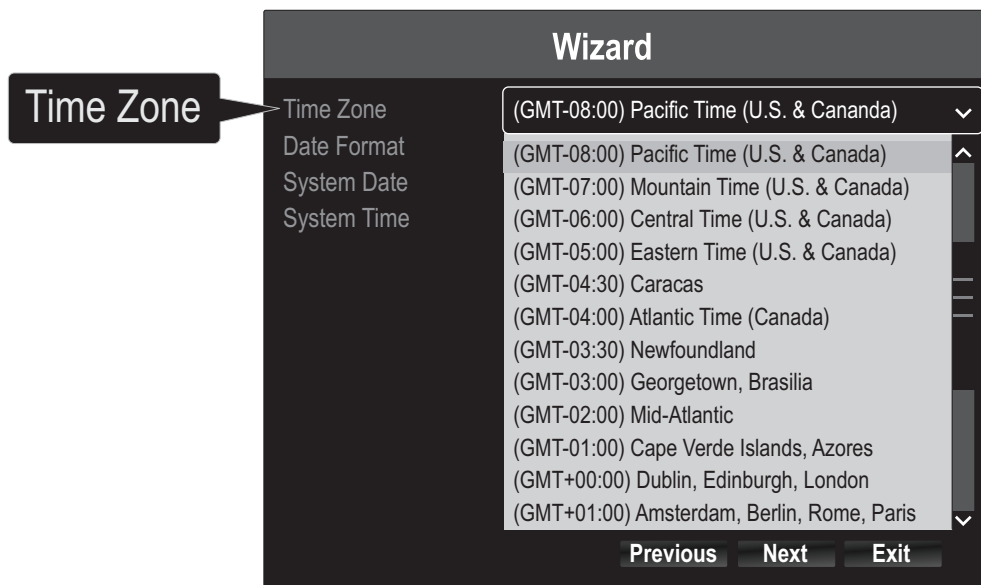 Wizard
Time Zone
Time Zone (GMT-08:00) Pacific Time (U.S. & Cananda)
Date Format
System Date
System Time
(GMT-08:00) Pacific Time (U.S. & Canada)
(GMT-07:00) Mountain Time (U.S. & Canada)
(GMT-06:00) Central Time (U.S. & Canada)
(GMT-05:00) Eastern Time (U.S. & Canada)
(GMT-04:30) Caracas
(GMT-04:00) Atlantic Time (Canada)
(GMT-03:30) Newfoundland
(GMT-03:00) Georgetown, Brasilia
(GMT-02:00) Mid-Atlantic
(GMT-01:00) Cape Verde Islands, Azores
(GMT+00:00) Dublin, Edinburgh, London
(GMT+01:00) Amsterdam, Berlin, Rome, Paris
Previous Next Exit